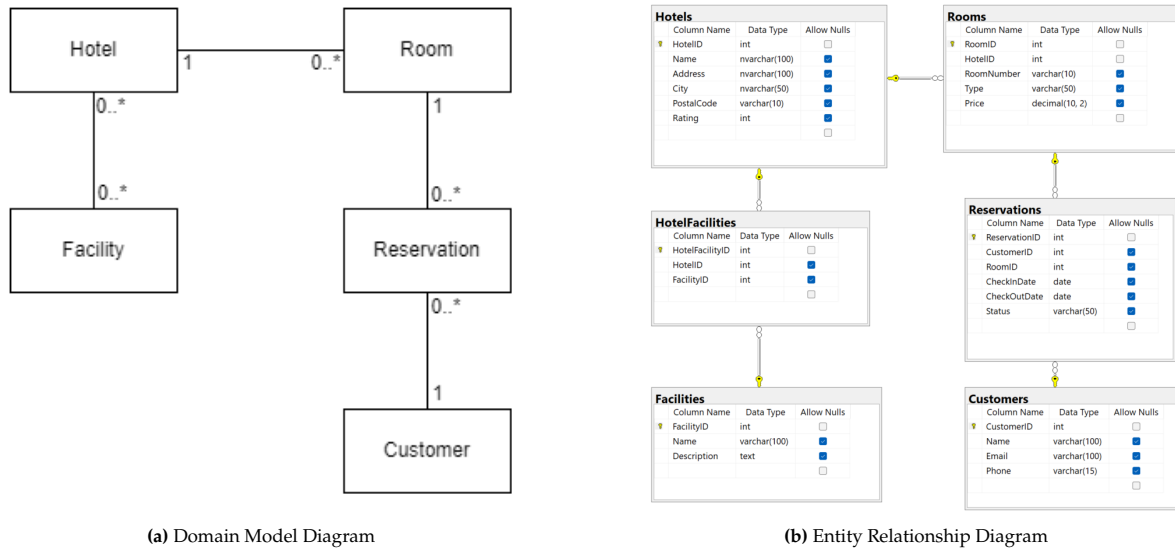 Hotel
1
0..*
Room
0..*
1
0..*
0..*
Facility
Reservation
0..*
1
Customer
(a) Domain Model Diagram
Hotels
Column Name Data Type Allow Nulls
HotelID int
Name nvarchar(100)
Address nvarchar(100)
City nvarchar(50)
PostalCode varchar(10)
Rating int
Rooms
Column Name Data Type Allow Nulls
RoomID int
HotelID int
RoomNumber varchar(10)
Type varchar(50)
Price decimal(10, 2)
HotelFacilities
Column Name Data Type Allow Nulls
HotelFacilityID int
HotelID int
FacilityID int
Reservations
Column Name Data Type Allow Nulls
ReservationID int
CustomerID int
RoomID int
CheckInDate date
CheckOutDate date
Status varchar(50)
Facilities
Column Name Data Type Allow Nulls
FacilityID int
Name varchar(100)
Description text
Customers
Column Name Data Type Allow Nulls
CustomerID int
Name varchar(100)
Email varchar(100)
Phone varchar(15)
(b) Entity Relationship Diagram